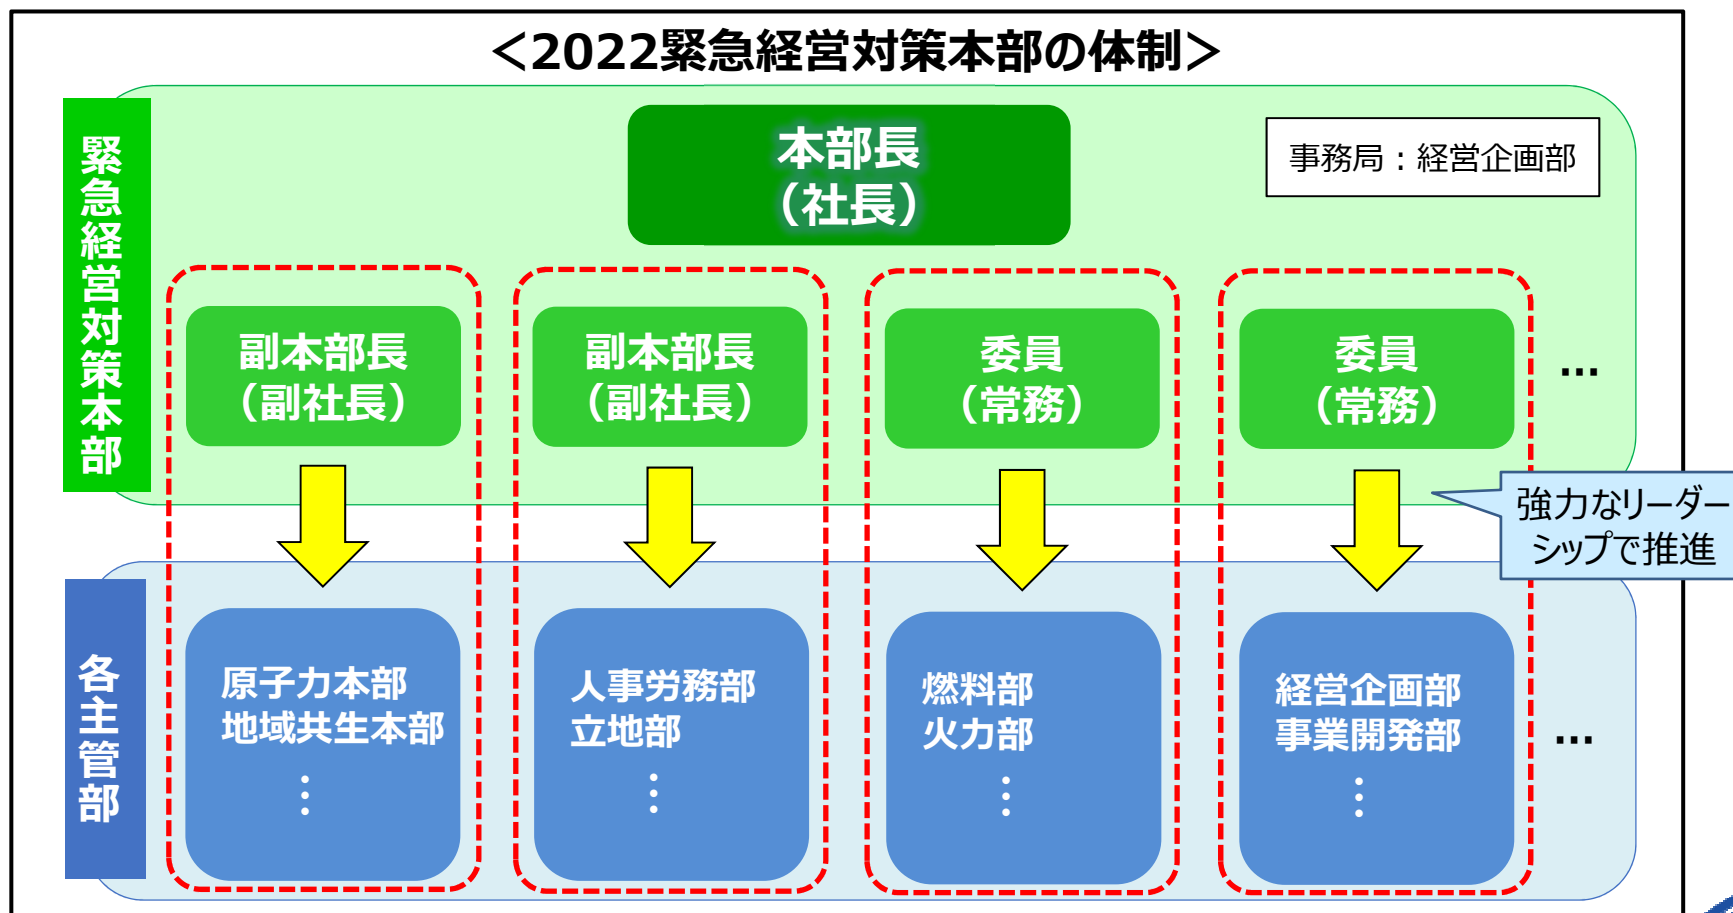 ＜2022緊急経営対策本部の体制＞
緊急経営対策本部
本部長
（社長）
事務局：経営企画部
副本部長
（副社長）
副本部長
（副社長）
委員
（常務）
委員
（常務）
…
強力なリーダー
シップで推進
各主管部
原子力本部
地域共生本部
⋮
人事労務部
立地部
⋮
燃料部
火力部
⋮
経営企画部
事業開発部
⋮
…